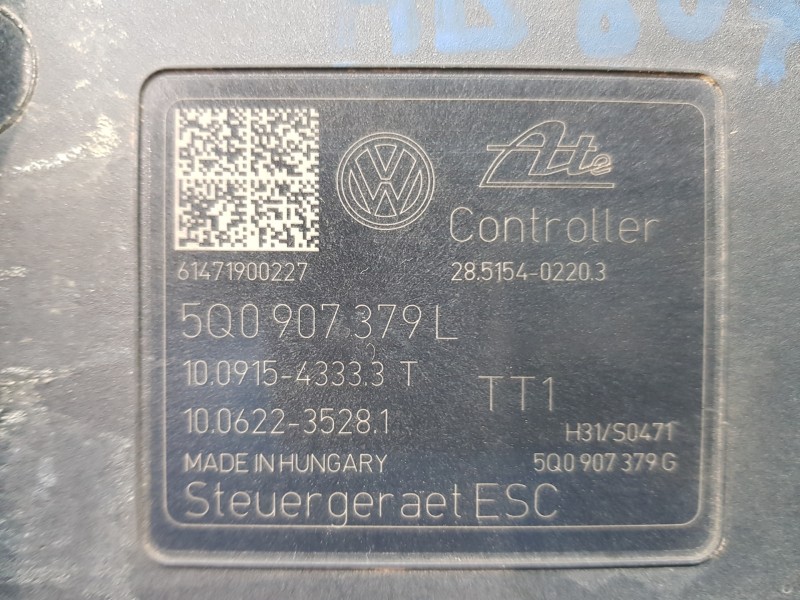 VW
Ate
Controller
61471900227
28.5154-0220.3
5Q0 907 379 L
10.0915-4333.3 T
TT1
10.0622-3528.1
H31/S0471
MADE IN HUNGARY
5Q0 907 379 G
Steuergeraet ESC